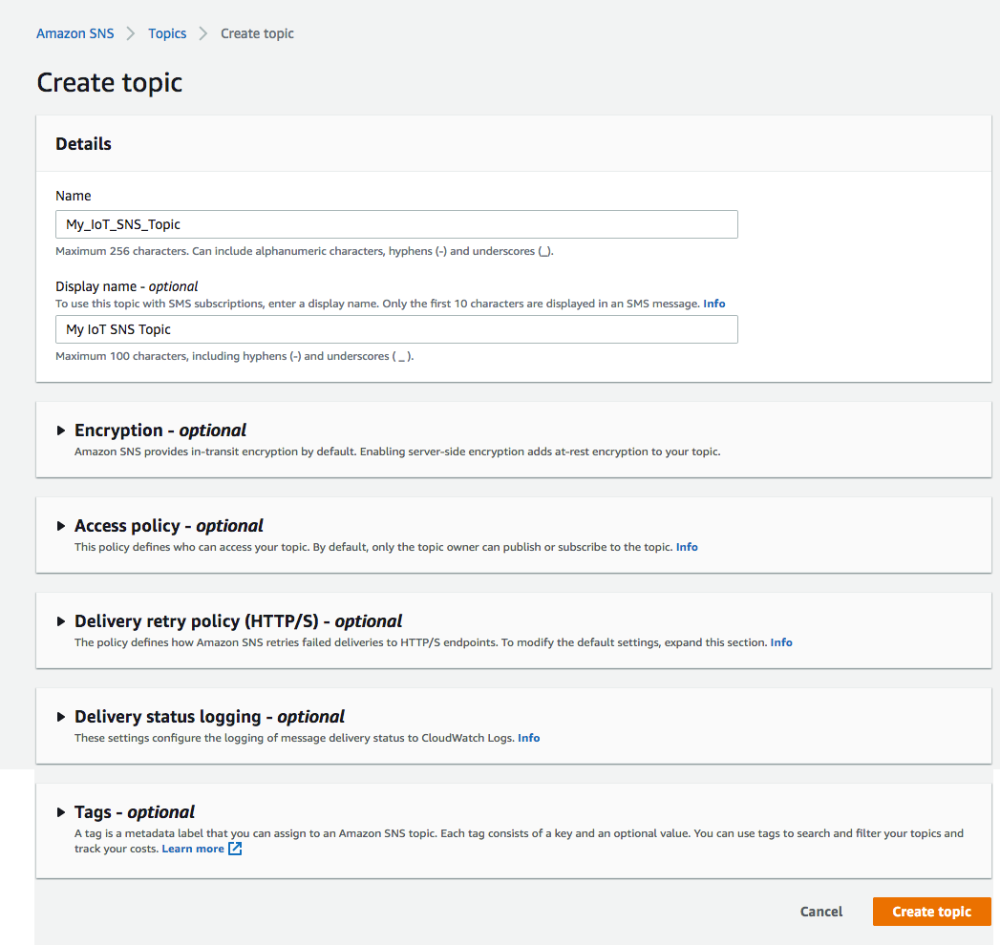 Amazon SNS > Topics > Create topic
Create topic
Details
Name
My_IoT_SNS_Topic
Maximum 256 characters. Can include alphanumeric characters, hyphens (-) and underscores (_).
Display name - optional
To use this topic with SMS subscriptions, enter a display name. Only the first 10 characters are displayed in an SMS message. Info
My IoT SNS Topic
Maximum 100 characters, including hyphens (-) and underscores ( _ ).
Encryption - optional
Amazon SNS provides in-transit encryption by default. Enabling server-side encryption adds at-rest encryption to your topic.
Access policy - optional
This policy defines who can access your topic. By default, only the topic owner can publish or subscribe to the topic. Info
Delivery retry policy (HTTP/S) - optional
The policy defines how Amazon SNS retries failed deliveries to HTTP/S endpoints. To modify the default settings, expand this section. Info
Delivery status logging - optional
These settings configure the logging of message delivery status to CloudWatch Logs. Info
Tags - optional
A tag is a metadata label that you can assign to an Amazon SNS topic. Each tag consists of a key and an optional value. You can use tags to search and filter your topics and
track your costs. Learn more
Cancel Create topic